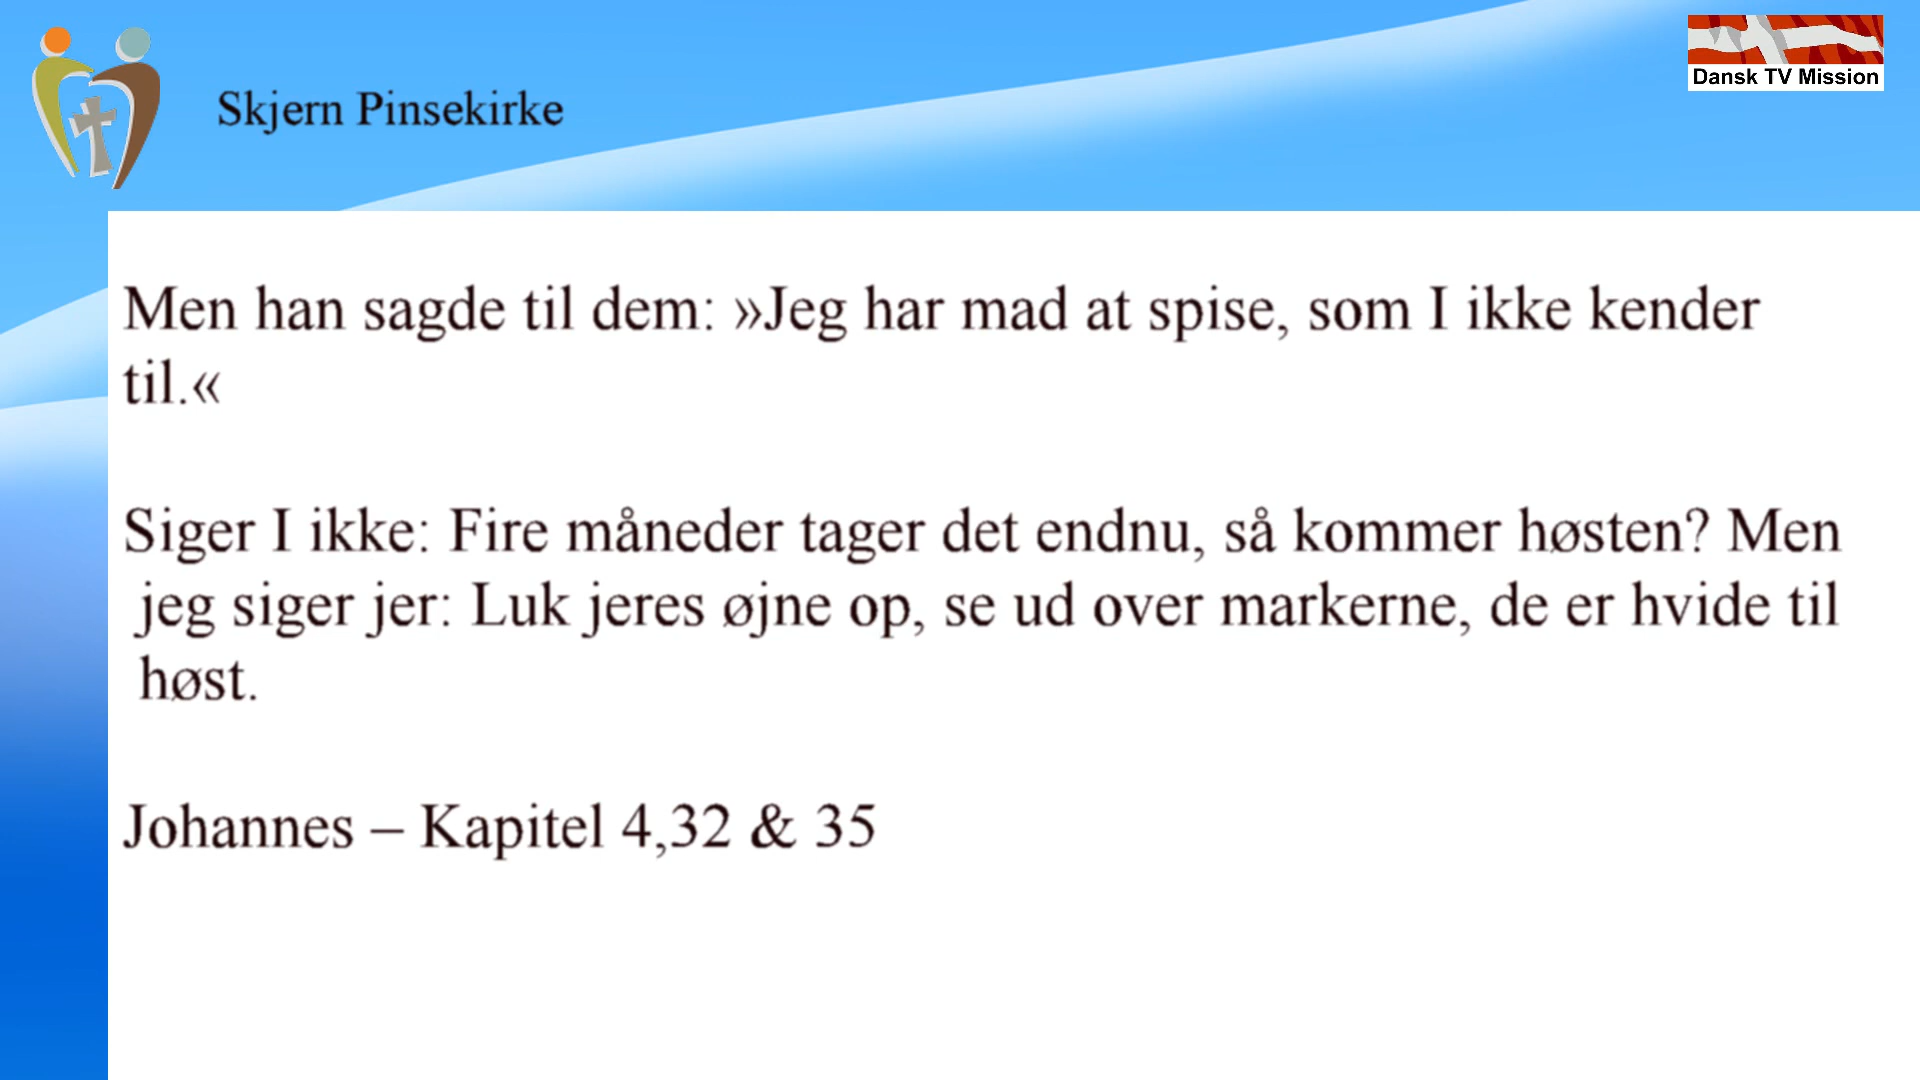 Skjern Pinsekirke
Dansk TV Mission
Men han sagde til dem: »Jeg har mad at spise, som I ikke kender
til.«
Siger I ikke: Fire måneder tager det endnu, så kommer høsten? Men
jeg siger jer: Luk jeres øjne op, se ud over markerne, de er hvide til
høst.
Johannes – Kapitel 4,32 & 35